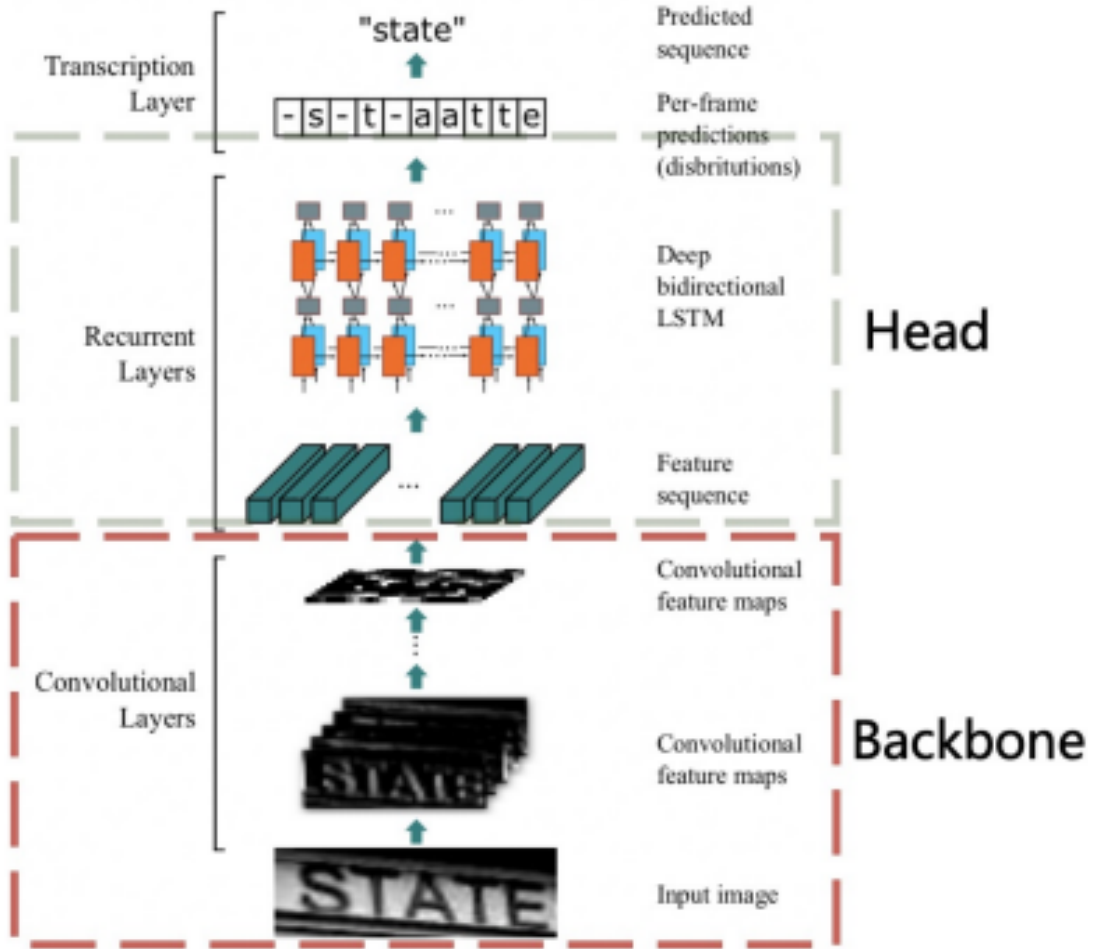 "state"
Predicted
sequence
Transcription
Layer
-s-t-aatte
Per-frame
predictions
(disbritutions)
Recurrent
Layers
Deep
bidirectional
LSTM
Head
Feature
sequence
Convolutional
Layers
Convolutional
feature maps
STATE
Convolutional
feature maps
Backbone
STATE
Input image